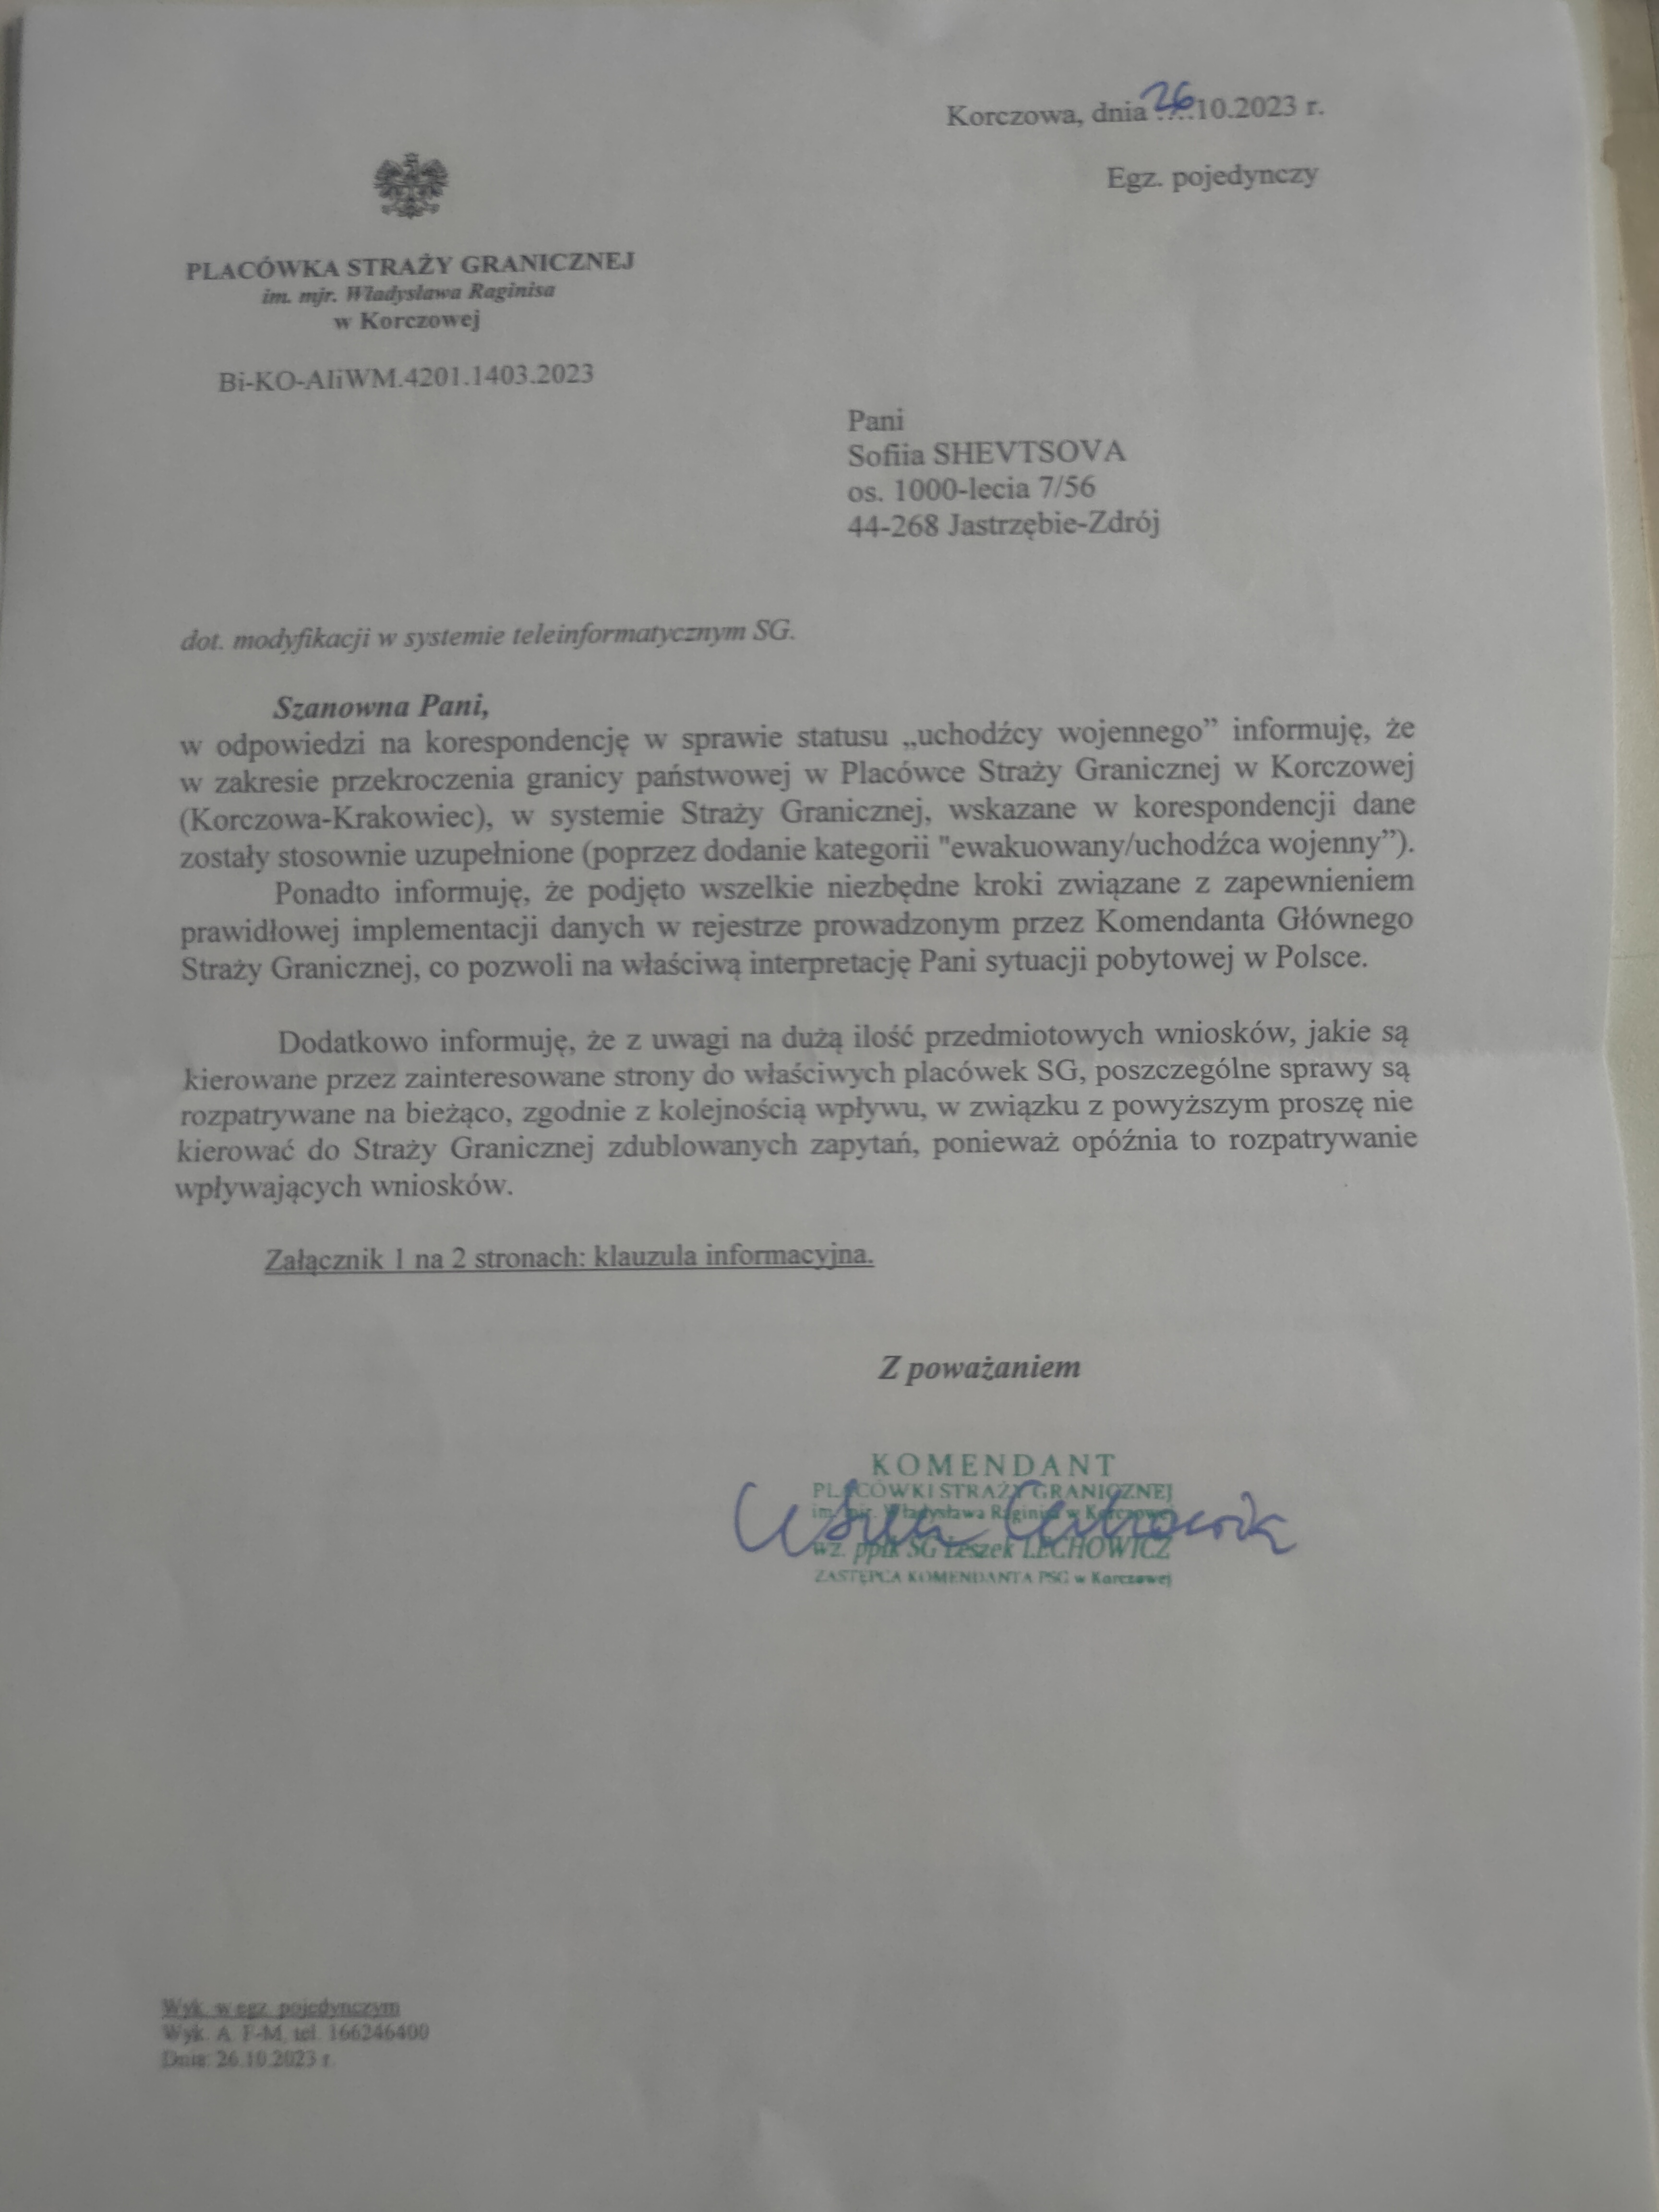 Korczowa, dnia 26.10.2023 r.
Egz. pojedynczy
PLACÓWKA STRAŻY GRANICZNEJ
im. mjr. Władysława Raginisa
w Korczowej
Bi-KO-AIiWM.4201.1403.2023
Pani
Sofiia SHEVTSOVA
os. 1000-lecia 7/56
44-268 Jastrzębie-Zdrój
dot. modyfikacji w systemie teleinformatycznym SG.
Szanowna Pani,
w odpowiedzi na korespondencję w sprawie statusu „uchodźcy wojennego” informuję, że
w zakresie przekroczenia granicy państwowej w Placówce Straży Granicznej w Korczowej
(Korczowa-Krakowiec), w systemie Straży Granicznej, wskazane w korespondencji dane
zostały stosownie uzupełnione (poprzez dodanie kategorii "ewakuowany/uchodźca wojenny”).
Ponadto informuję, że podjęto wszelkie niezbędne kroki związane z zapewnieniem
prawidłowej implementacji danych w rejestrze prowadzonym przez Komendanta Głównego
Straży Granicznej, co pozwoli na właściwą interpretację Pani sytuacji pobytowej w Polsce.
Dodatkowo informuję, że z uwagi na dużą ilość przedmiotowych wniosków, jakie są
kierowane przez zainteresowane strony do właściwych placówek SG, poszczególne sprawy są
rozpatrywane na bieżąco, zgodnie z kolejnością wpływu, w związku z powyższym proszę nie
kierować do Straży Granicznej zdublowanych zapytań, ponieważ opóźnia to rozpatrywanie
wpływających wniosków.
Załącznik 1 na 2 stronach: klauzula informacyjna.
Z poważaniem
KOMENDANT
PLACÓWKI STRAŻY GRANICZNEJ
im. mjr. Władysława Raginisa w Korczowej
wz. ppłk SG Leszek LECHOWICZ
ZASTĘPCA KOMENDANTA PSG w Korczowej
Wyk. w egz. pojedynczym
Wyk. A. F-M, tel. 166246400
Dnia: 26.10.2023 r.